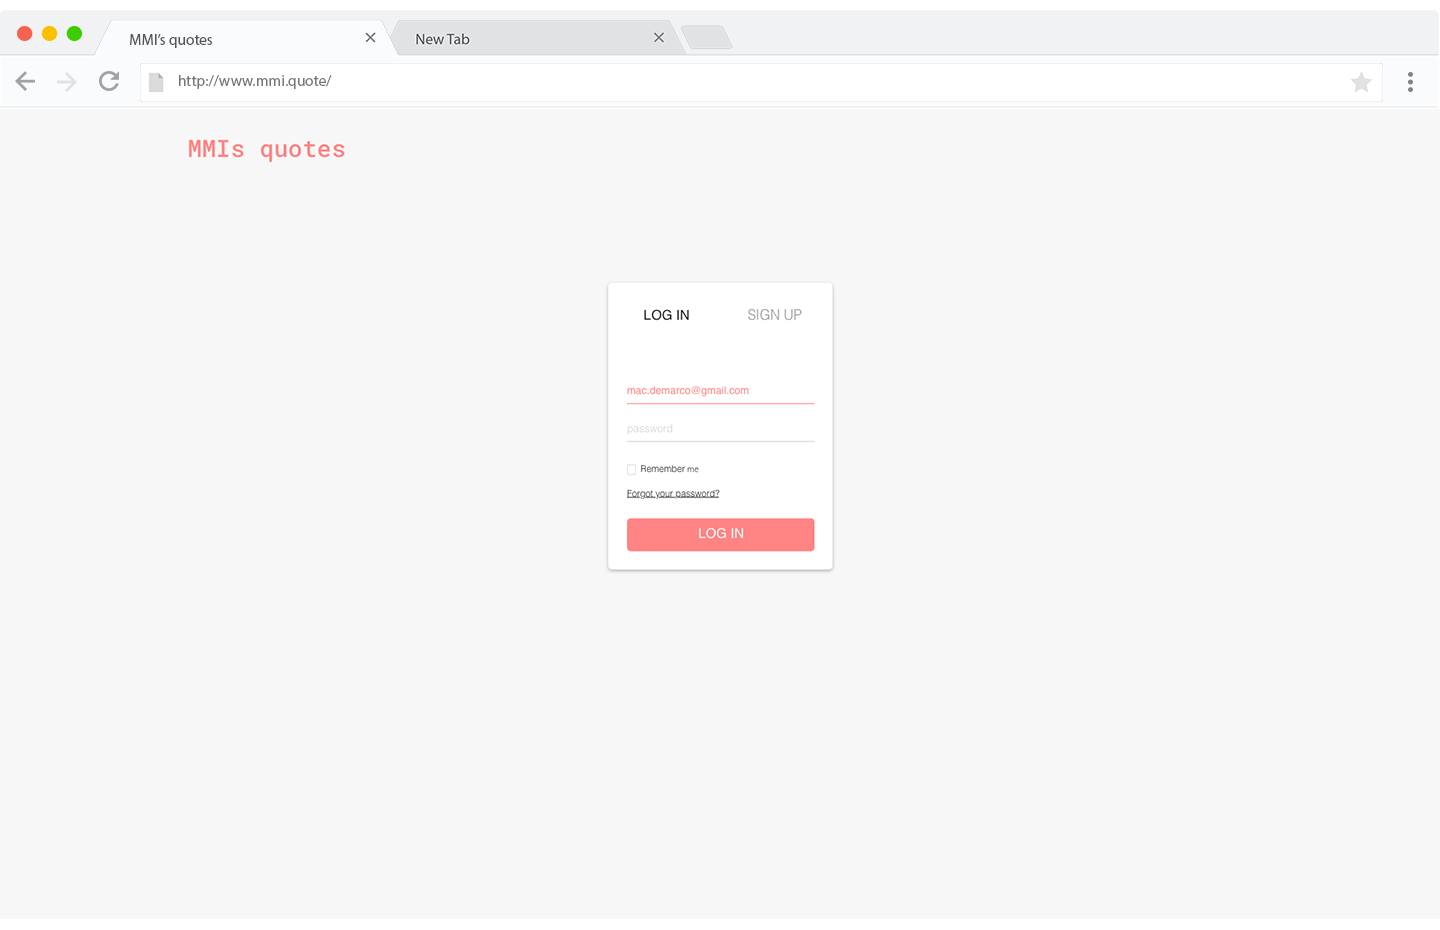 MMI's quotes
New Tab
http://www.mmi.quote/
MMIs quotes
LOG IN
SIGN UP
mac.demarco@gmail.com
password
Remember me
Forgot your password?
LOG IN